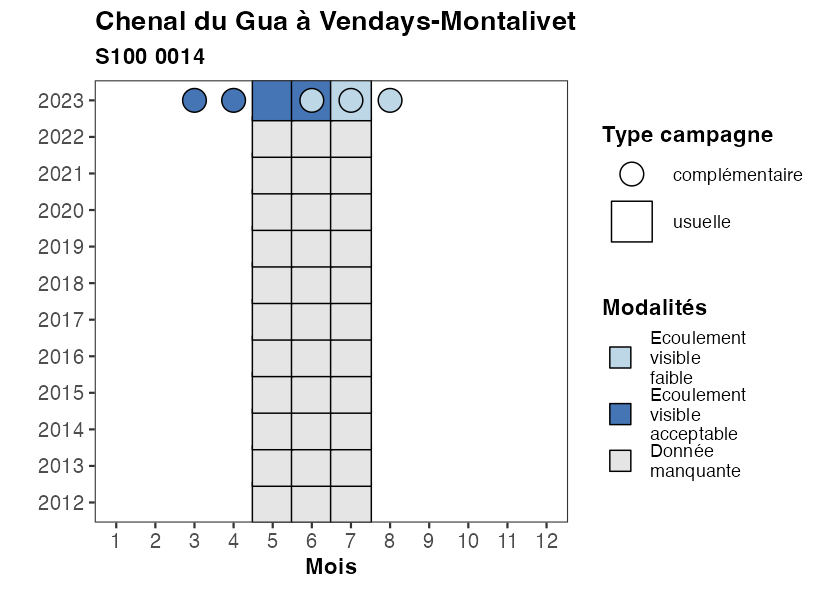 Chenal du Gua à Vendays-Montalivet
S100 0014
2023
2022
2021
2020
2019
2018
2017
2016
2015
2014
2013
2012
1 2 3 4 5 6 7 8 9 10 11 12
Mois
Type campagne
complémentaire
usuelle
Modalités
Ecoulement
visible
faible
Ecoulement
visible
acceptable
Donnée
manquante